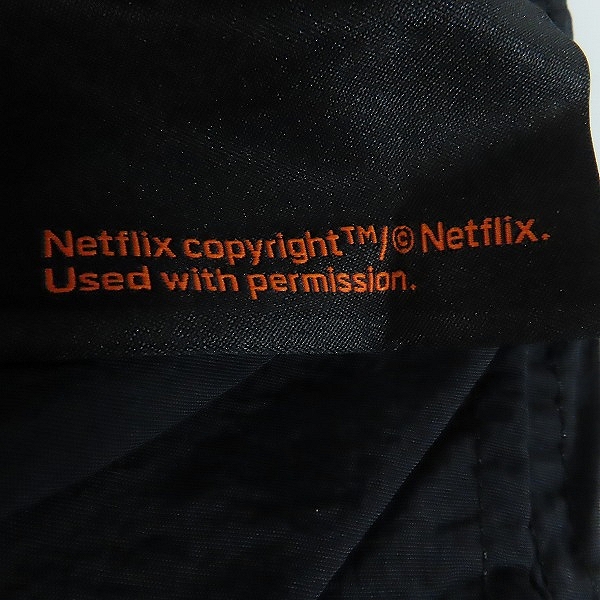 Netflix copyright™/© Netflix.
Used with permission.